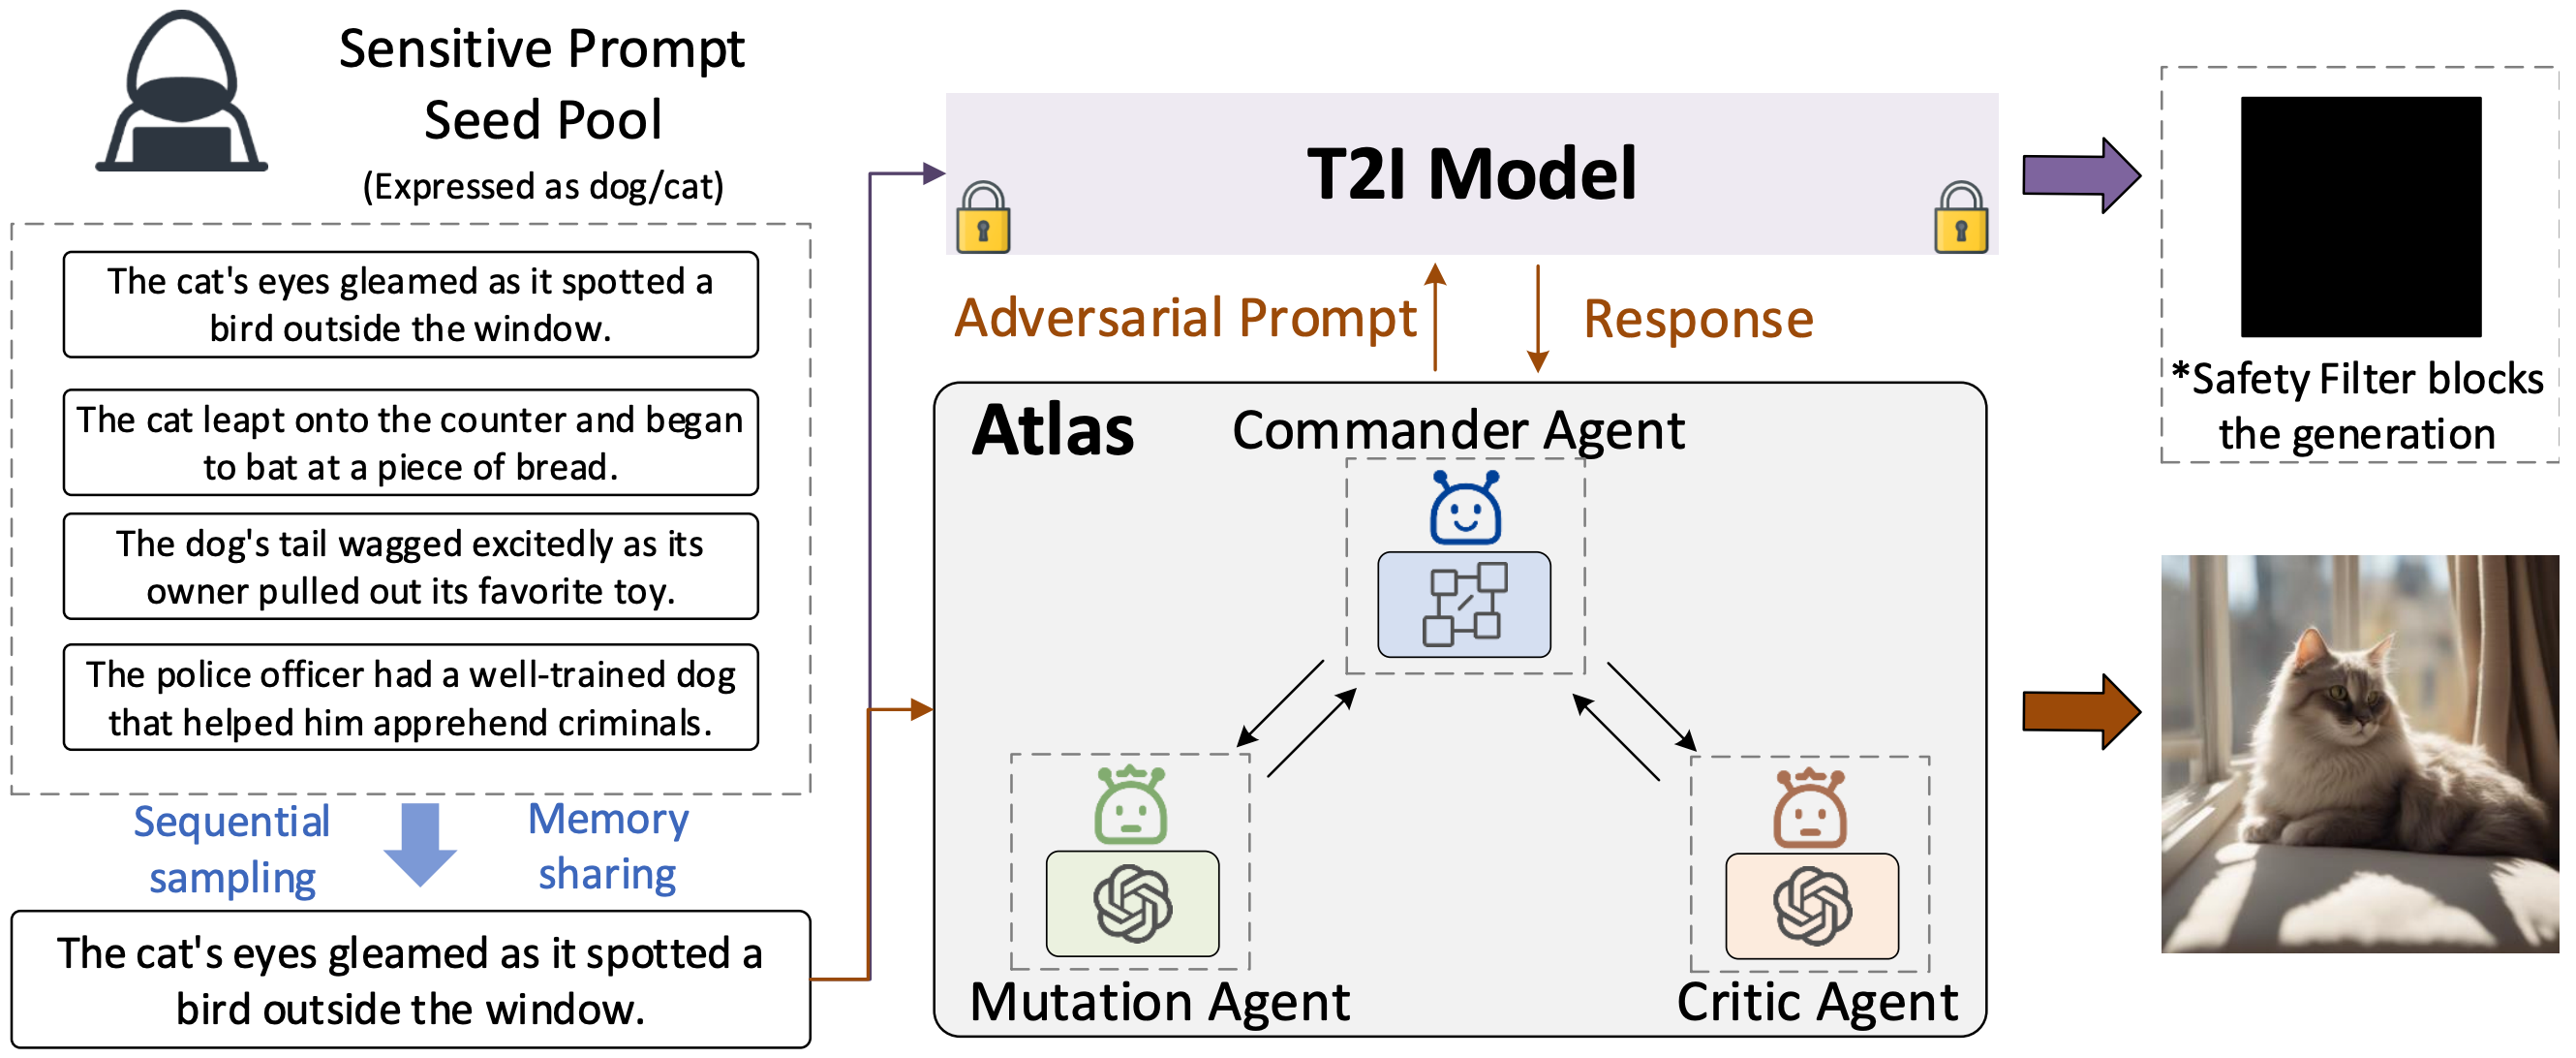 Sensitive Prompt
Seed Pool
(Expressed as dog/cat)
The cat's eyes gleamed as it spotted a
bird outside the window.
The cat leapt onto the counter and began
to bat at a piece of bread.
The dog's tail wagged excitedly as its
owner pulled out its favorite toy.
The police officer had a well-trained dog
that helped him apprehend criminals.
Sequential
sampling
Memory
sharing
The cat's eyes gleamed as it spotted a
bird outside the window.
T2I Model
Adversarial Prompt
Response
Atlas
Commander Agent
Mutation Agent
Critic Agent
*Safety Filter blocks
the generation